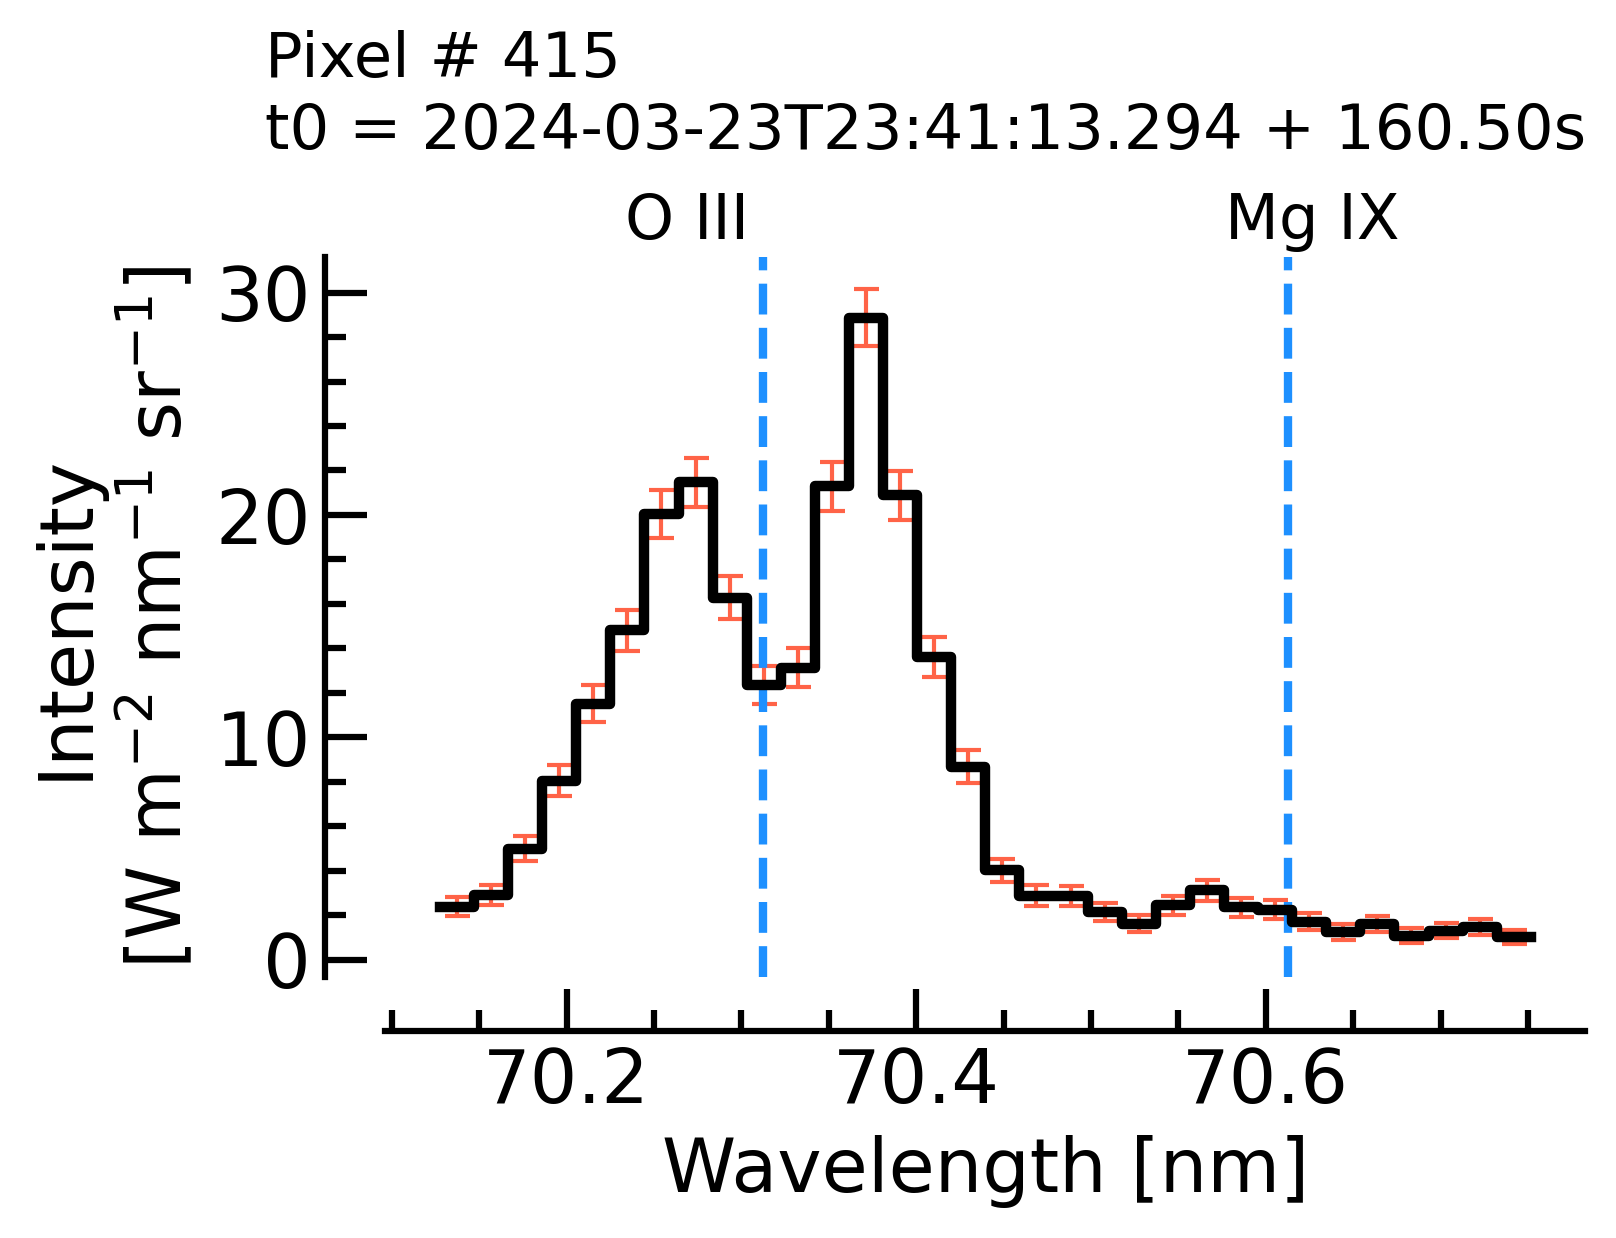 Pixel # 415
t0 = 2024-03-23T23:41:13.294 + 160.50s
O III
Mg IX
Intensity
[W m⁻² nm⁻¹ sr⁻¹]
30
20
10
0
70.2
70.4
70.6
Wavelength [nm]